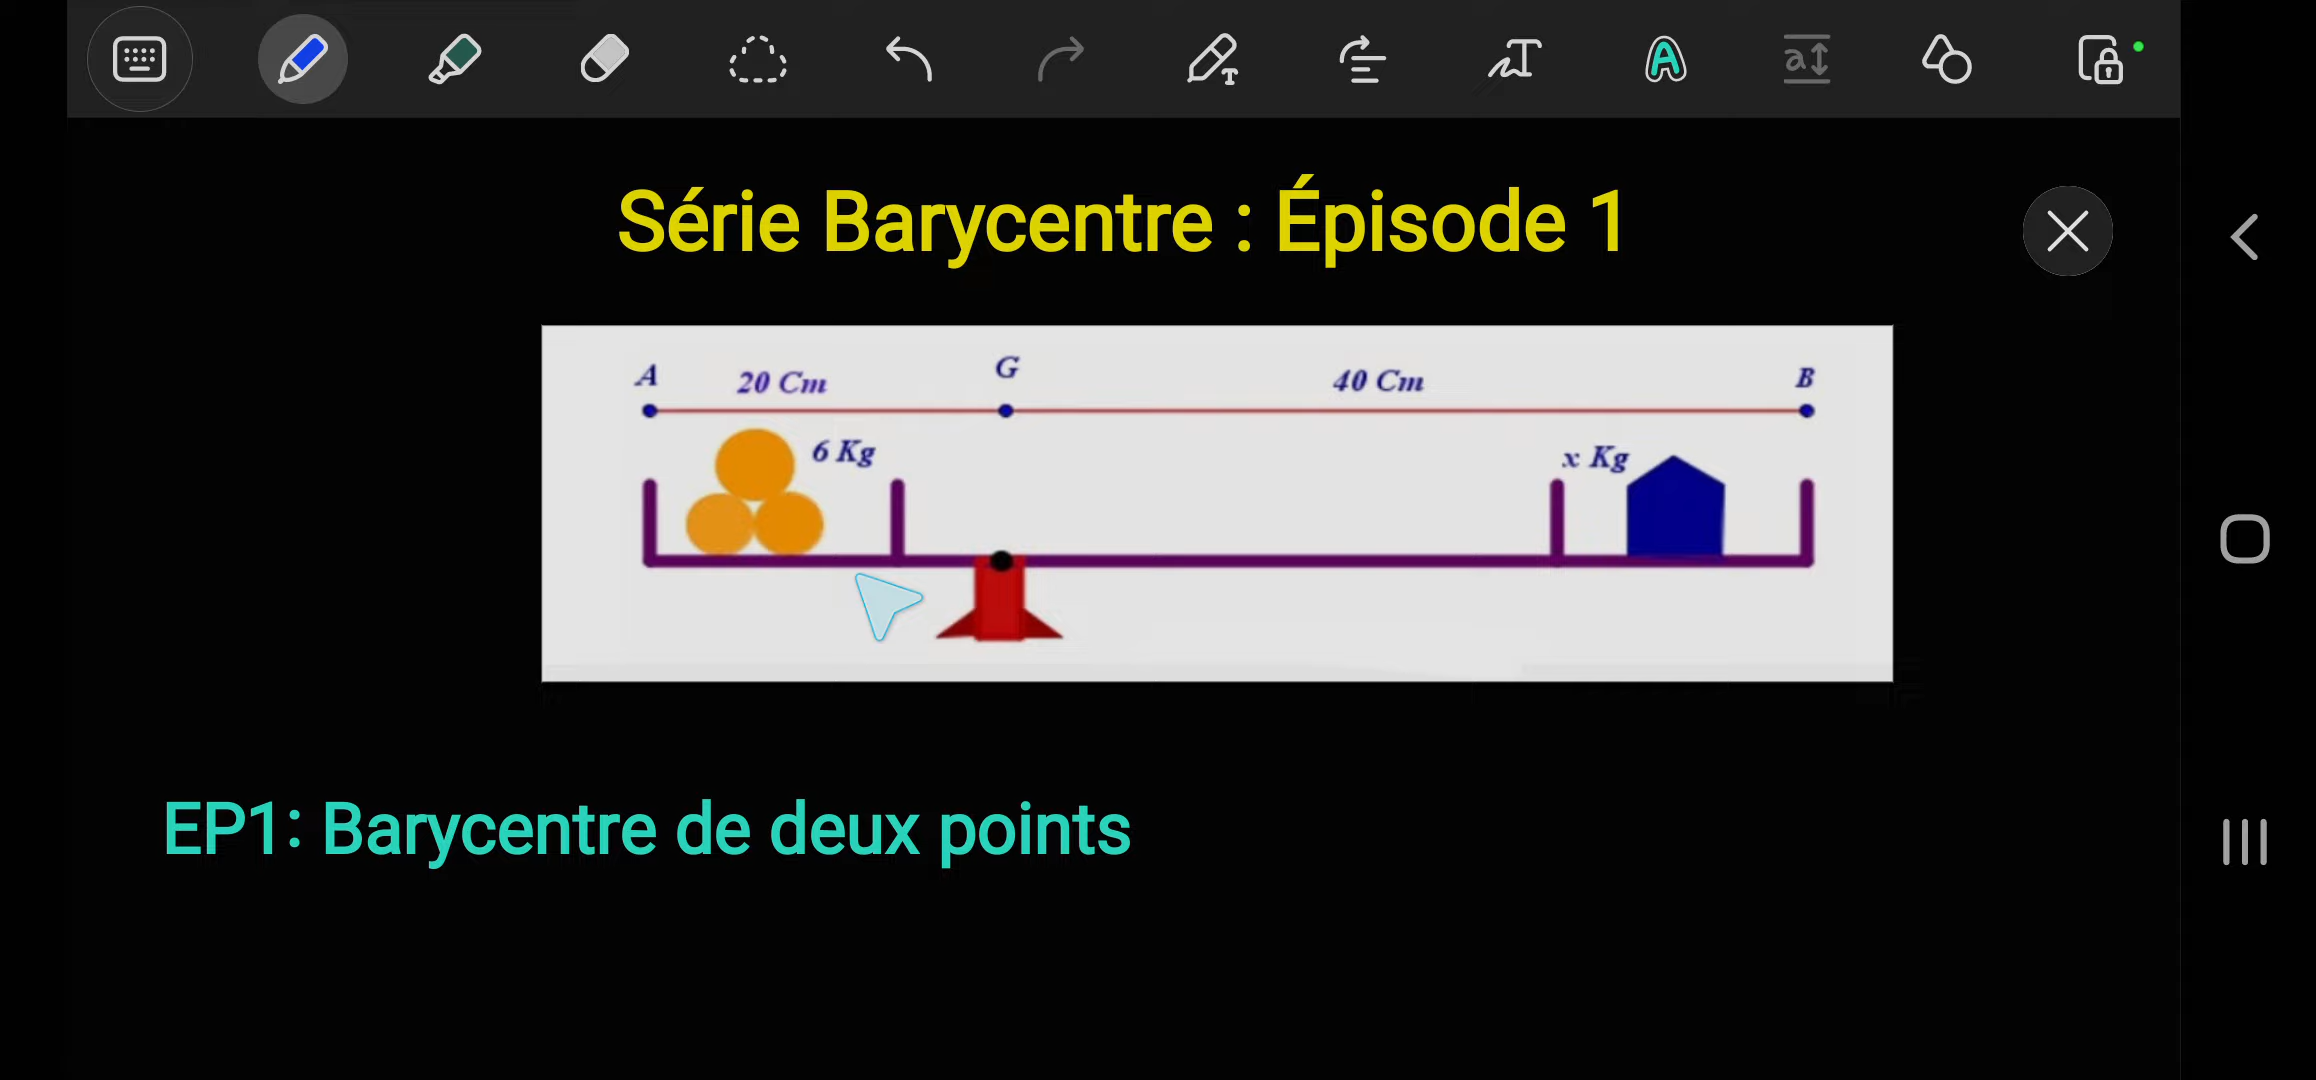 Série Barycentre : Épisode 1
A 20 Cm G 40 Cm B
6 Kg x Kg
EP1: Barycentre de deux points